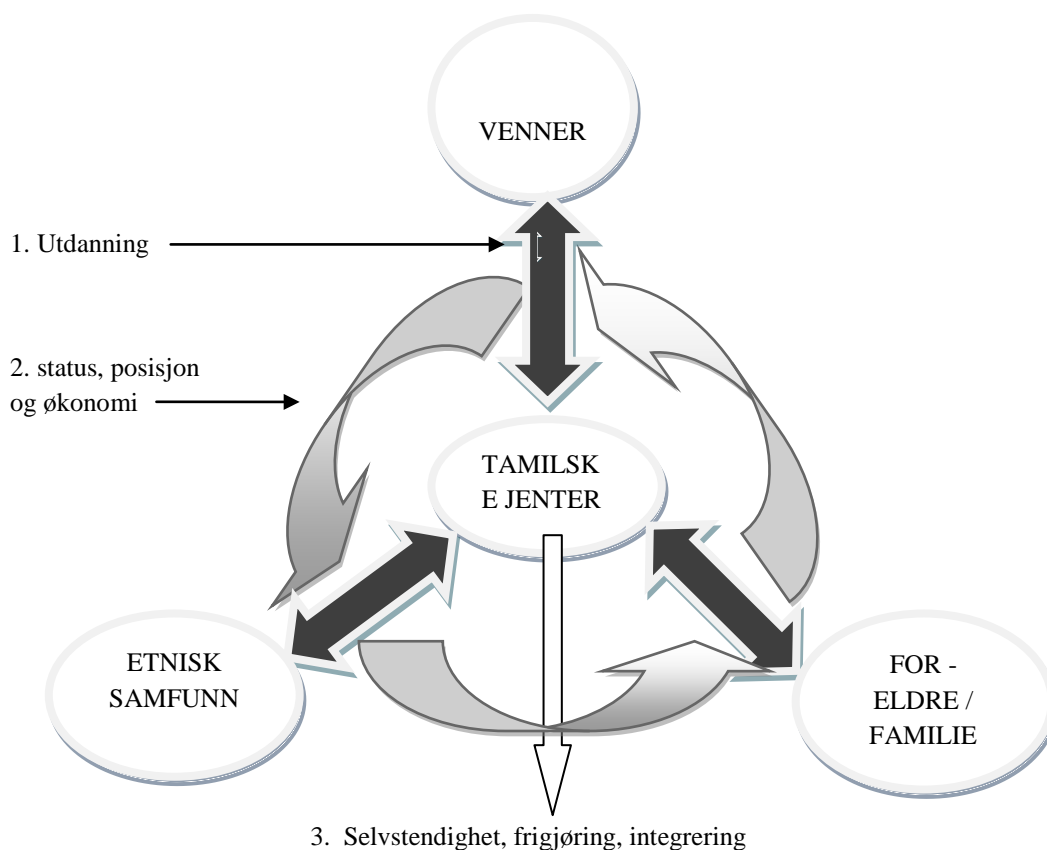 VENNER
1. Utdanning
2. status, posisjon
og økonomi
TAMILSK
E JENTER
ETNISK
SAMFUNN
FOR -
ELDRE /
FAMILIE
3. Selvstendighet, frigjøring, integrering